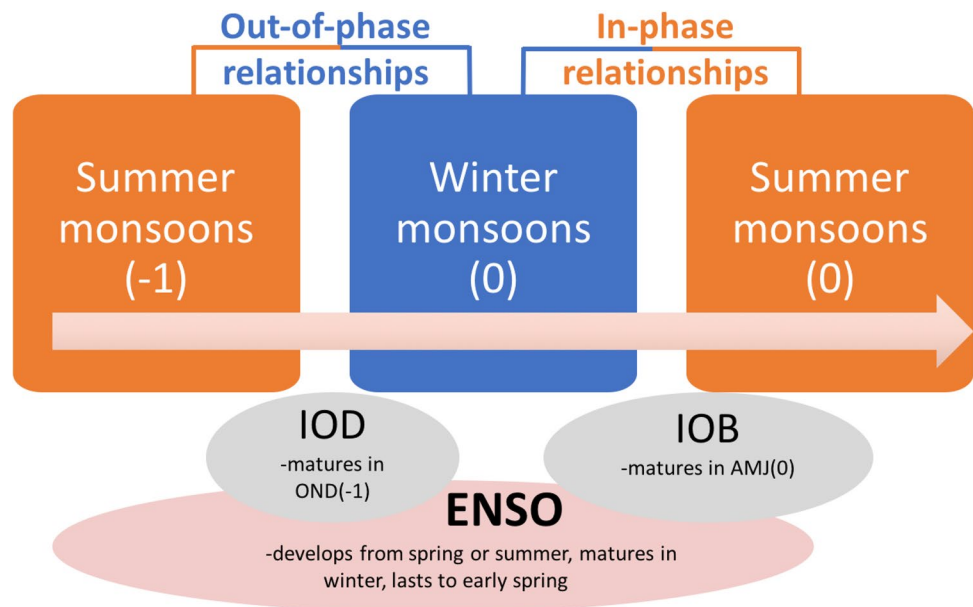 Out-of-phase
relationships
In-phase
relationships
Summer
monsoons
(-1)
Winter
monsoons
(0)
Summer
monsoons
(0)
IOD
-matures in
OND(-1)
IOB
-matures in AMJ(0)
ENSO
-develops from spring or summer, matures in
winter, lasts to early spring